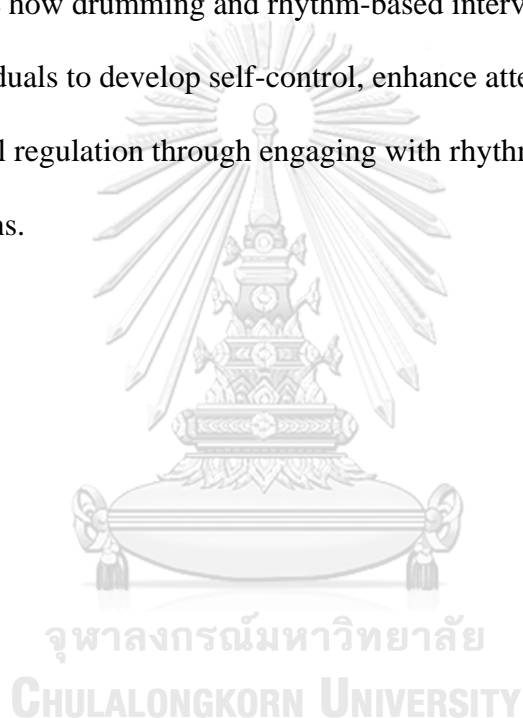 how drumming and rhythm-based interv
duals to develop self-control, enhance atte
l regulation through engaging with rhythm
ns.
จุฬาลงกรณ์มหาวิทยาลัย
CHULALONGKORN UNIVERSITY